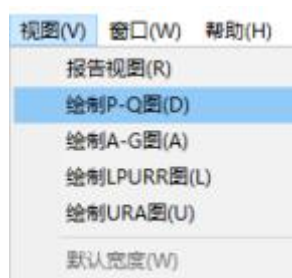 视图(V) 窗口(W) 帮助(H)
报告视图(R)
绘制P-Q图(D)
绘制A-G图(A)
绘制LPURR图(L)
绘制URA图(U)
默认宽度(W)